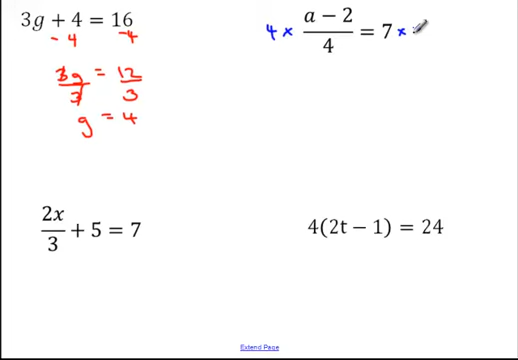 3g + 4 = 16
- 4 -4
3g/3 = 12/3
g = 4
4 × (a − 2)/4 = 7 ×
2x/3 + 5 = 7
4(2t − 1) = 24
Extend Page